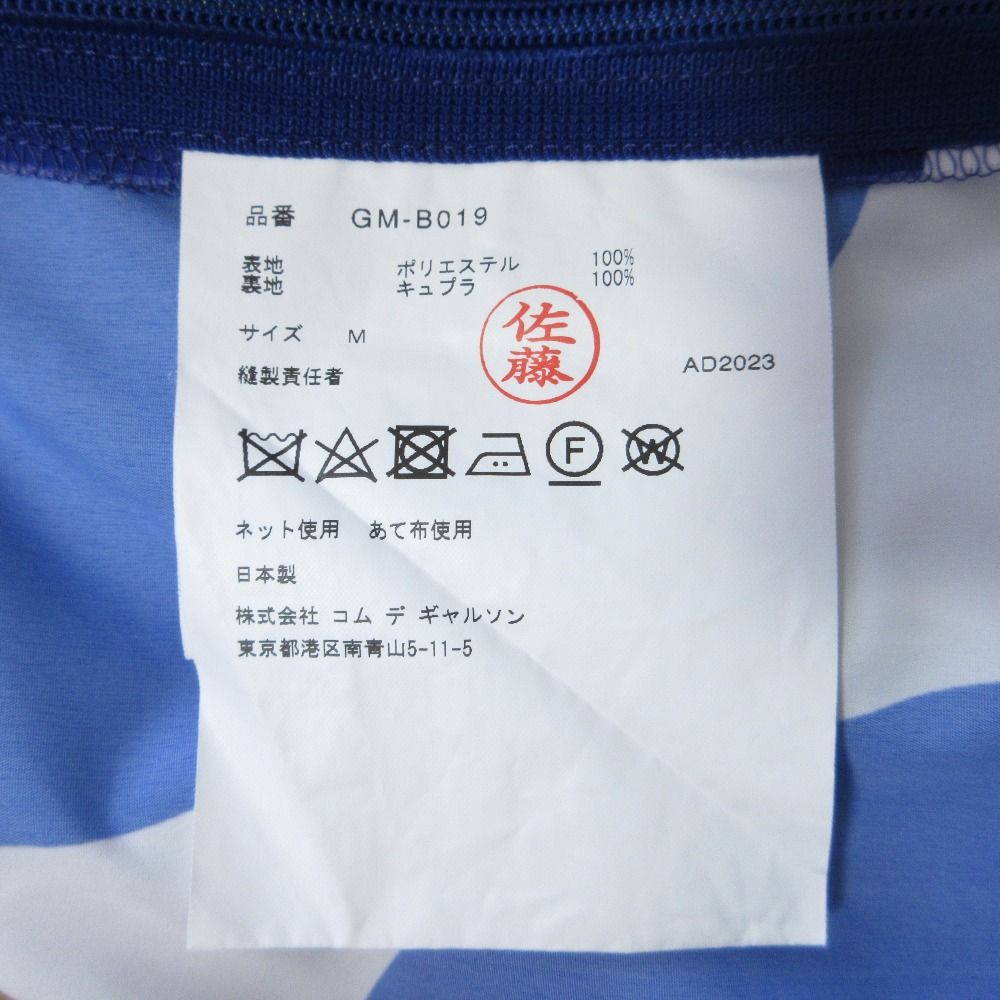 品番 GM-B019
表地 ポリエステル 100%
裏地 キュプラ 100%
サイズ M
佐藤
縫製責任者 AD2023
F W
ネット使用 あて布使用
日本製
株式会社 コム デ ギャルソン
東京都港区南青山5-11-5